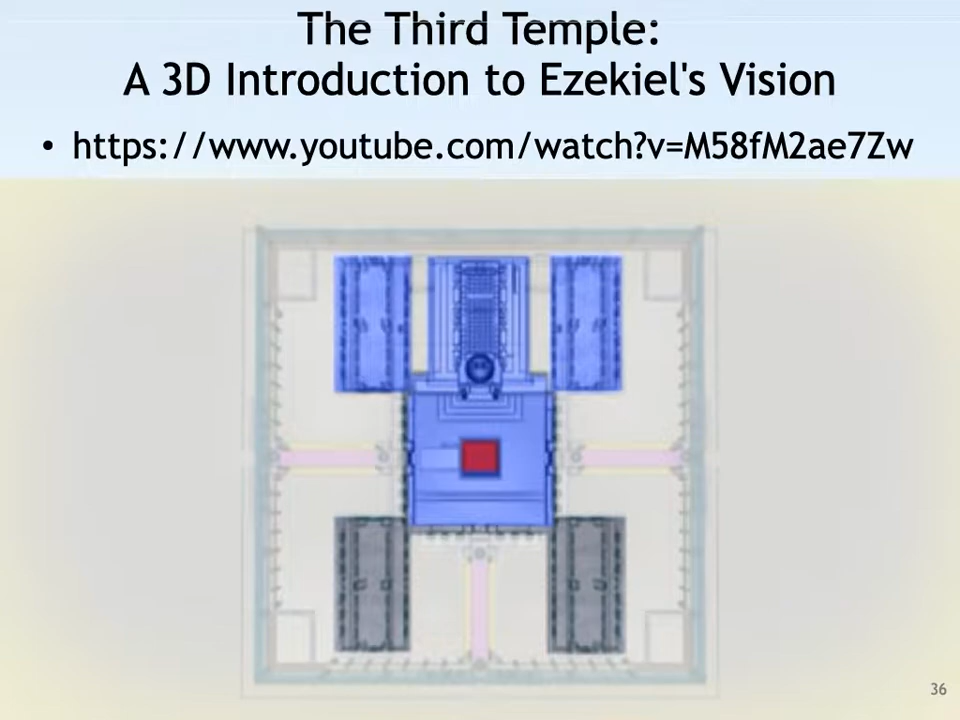 The Third Temple:
A 3D Introduction to Ezekiel's Vision
• https://www.youtube.com/watch?v=M58fM2ae7Zw
36